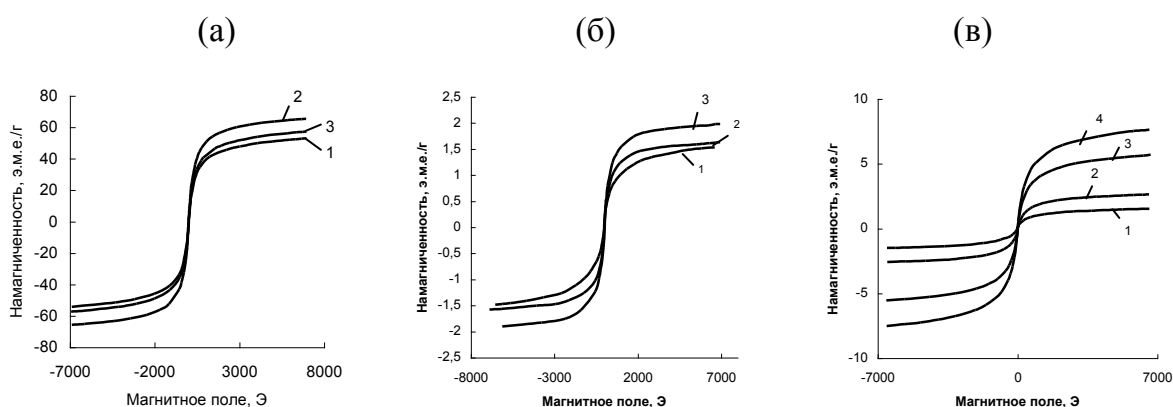 (а)
(б)
(в)
Намагниченность, э.м.е./г
80
60
40
20
0
-20
-40
-60
-80
2
3
1
-7000 -2000 3000 8000
Магнитное поле, Э
Намагниченность, э.м.е./г
2,5
2
1,5
1
0,5
0
-0,5
-1
-1,5
-2
-2,5
3
2
1
-8000 -3000 2000 7000
Магнитное поле, Э
Намагниченность, э.м.е./г
10
5
0
-5
-10
4
3
2
1
-7000 0 7000
Магнитное поле, Э